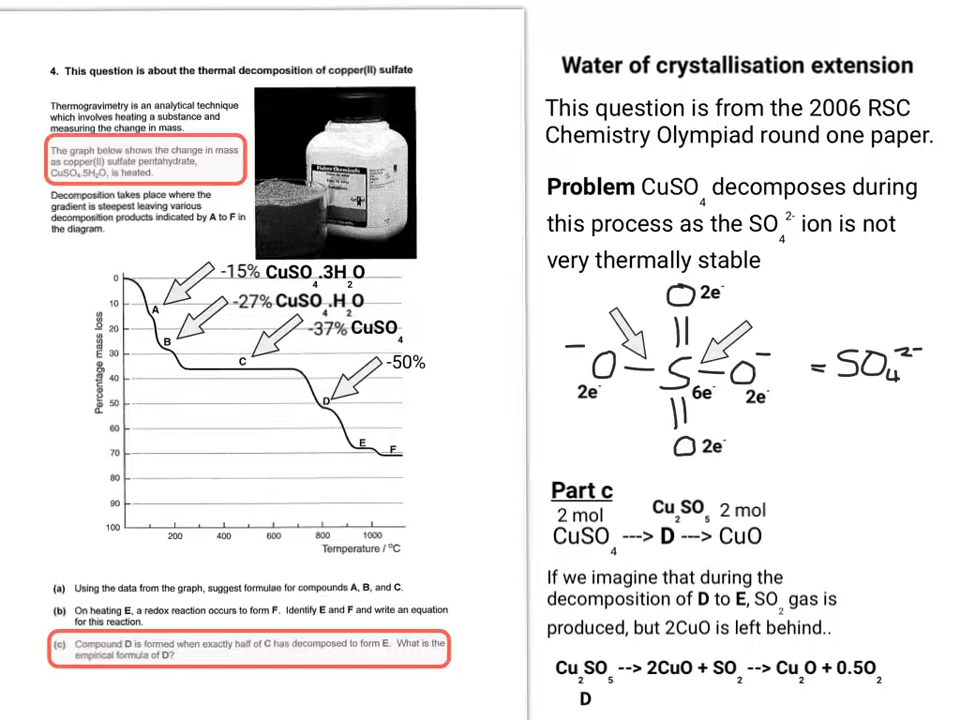 4. This question is about the thermal decomposition of copper(II) sulfate
Thermogravimetry is an analytical technique
which involves heating a substance and
measuring the change in mass.
The graph below shows the change in mass
as copper(II) sulfate pentahydrate,
CuSO₄.5H₂O, is heated.
Decomposition takes place where the
gradient is steepest leaving various
decomposition products indicated by A to F in
the diagram.
Fisher Chemicals
-15% CuSO₄.3H₂O
-27% CuSO₄.H₂O
-37% CuSO₄
-50%
Percentage mass loss
0
10
20
30
40
50
60
70
80
90
100
A
B
C
D
E
F
200 400 600 800 1000
Temperature / °C
(a) Using the data from the graph, suggest formulae for compounds A, B, and C.
(b) On heating E, a redox reaction occurs to form F. Identify E and F and write an equation
for this reaction.
(c) Compound D is formed when exactly half of C has decomposed to form E. What is the
empirical formula of D?
Water of crystallisation extension
This question is from the 2006 RSC
Chemistry Olympiad round one paper.
Problem CuSO₄ decomposes during
this process as the SO₄²⁻ ion is not
very thermally stable
O 2e⁻
⁻O – S – O⁻ = SO₄²⁻
2e⁻ 6e⁻ 2e⁻
O 2e⁻
Part c
2 mol Cu₂SO₅ 2 mol
CuSO₄ ---> D ---> CuO
If we imagine that during the
decomposition of D to E, SO₂ gas is
produced, but 2CuO is left behind..
Cu₂SO₅ --> 2CuO + SO₂ --> Cu₂O + 0.5O₂
D